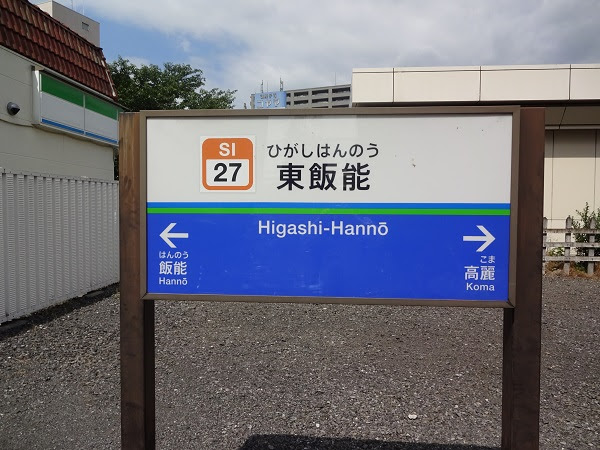 SI
27
ひがしはんのう
東飯能
Higashi-Hannō
はんのう
飯能
Hannō
こま
高麗
Koma